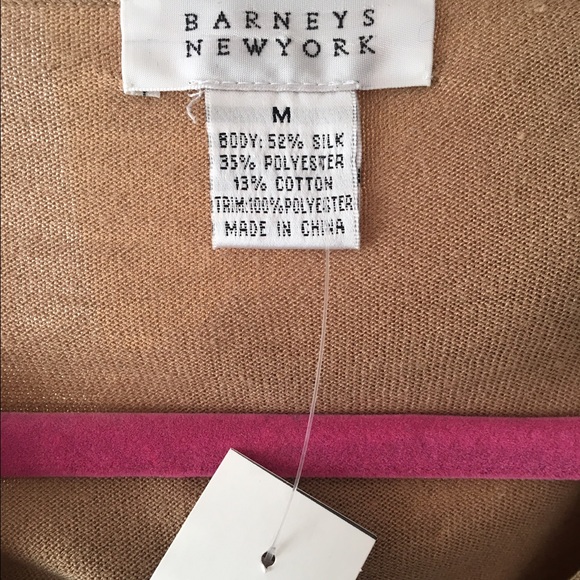 BARNEYS
NEWYORK
M
BODY: 52% SILK
35% POLYESTER
13% COTTON
TRIM:100%POLYESTER
MADE IN CHINA